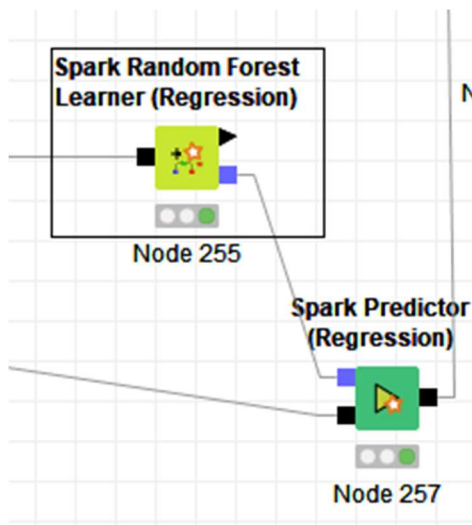 Spark Random Forest
Learner (Regression)
N
Node 255
Spark Predictor
(Regression)
Node 257